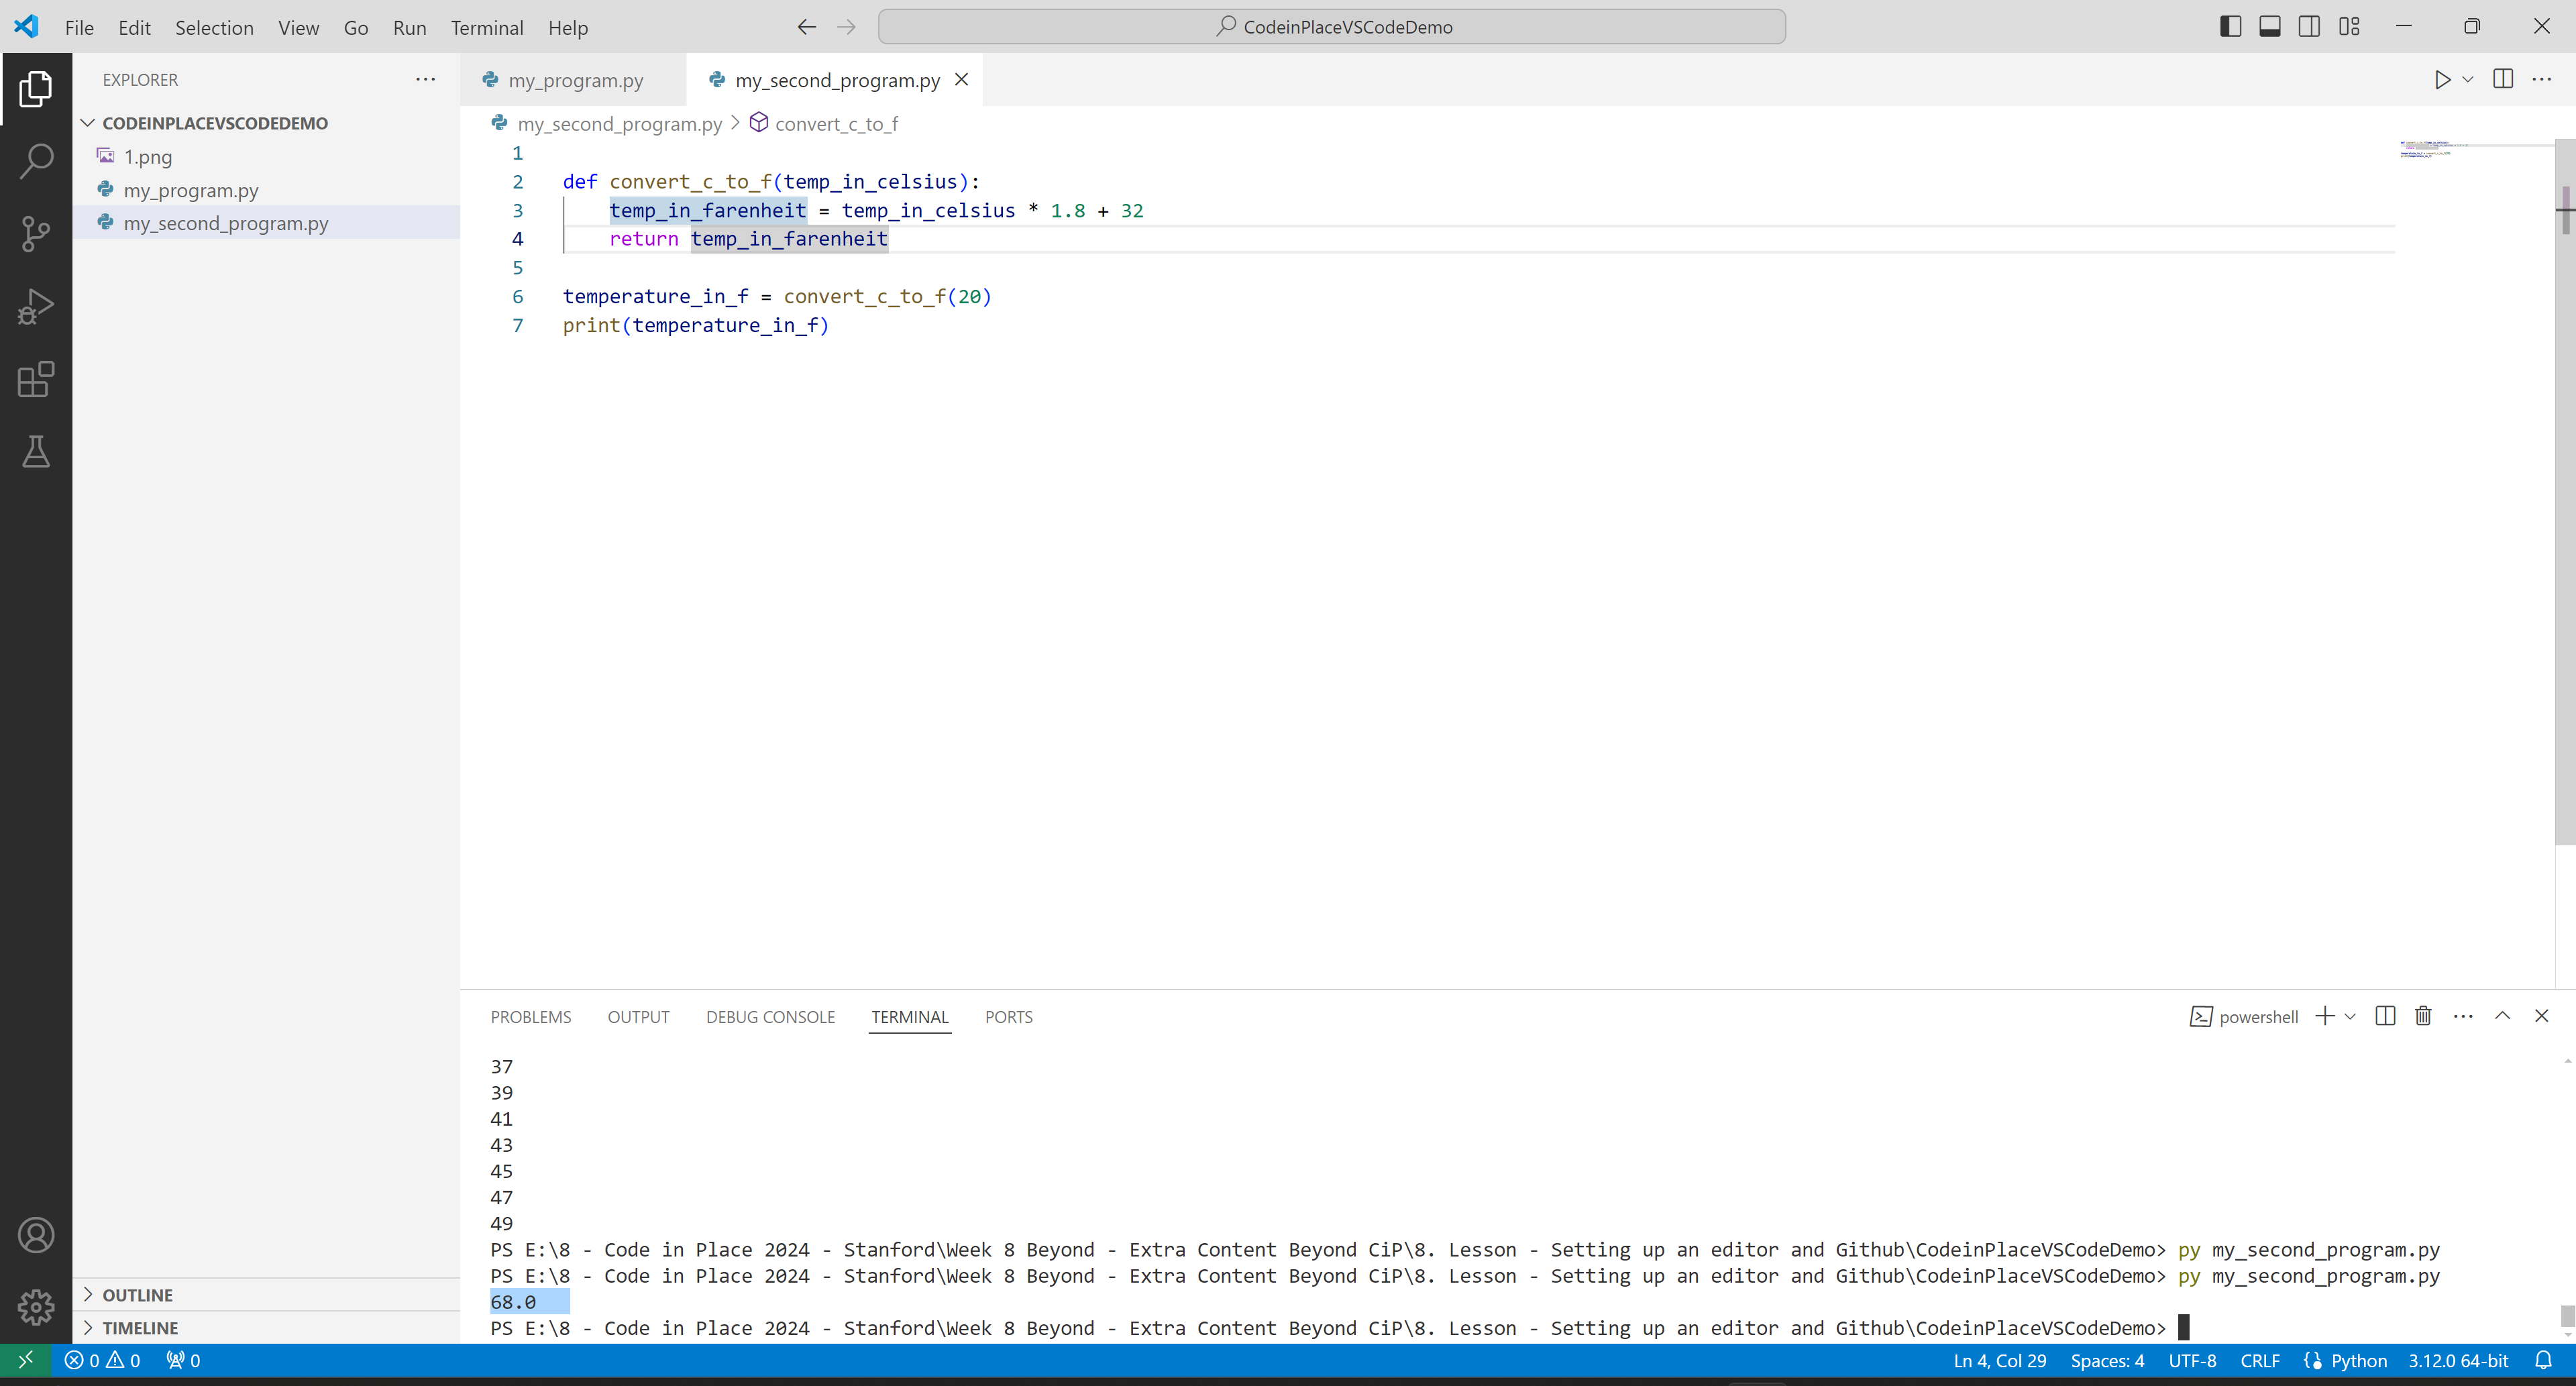 File Edit Selection View Go Run Terminal Help CodeinPlaceVSCodeDemo
EXPLORER
my_program.py my_second_program.py
CODEINPLACEVSCODEDEMO
1.png
my_program.py
my_second_program.py
OUTLINE
TIMELINE
my_second_program.py > convert_c_to_f
1
2 def convert_c_to_f(temp_in_celsius):
3 temp_in_farenheit = temp_in_celsius * 1.8 + 32
4 return temp_in_farenheit
5
6 temperature_in_f = convert_c_to_f(20)
7 print(temperature_in_f)
PROBLEMS OUTPUT DEBUG CONSOLE TERMINAL PORTS powershell
37
39
41
43
45
47
49
PS E:\8 - Code in Place 2024 - Stanford\Week 8 Beyond - Extra Content Beyond CiP\8. Lesson - Setting up an editor and Github\CodeinPlaceVSCodeDemo> py my_second_program.py
PS E:\8 - Code in Place 2024 - Stanford\Week 8 Beyond - Extra Content Beyond CiP\8. Lesson - Setting up an editor and Github\CodeinPlaceVSCodeDemo> py my_second_program.py
68.0
PS E:\8 - Code in Place 2024 - Stanford\Week 8 Beyond - Extra Content Beyond CiP\8. Lesson - Setting up an editor and Github\CodeinPlaceVSCodeDemo>
0 0 0 Ln 4, Col 29 Spaces: 4 UTF-8 CRLF Python 3.12.0 64-bit